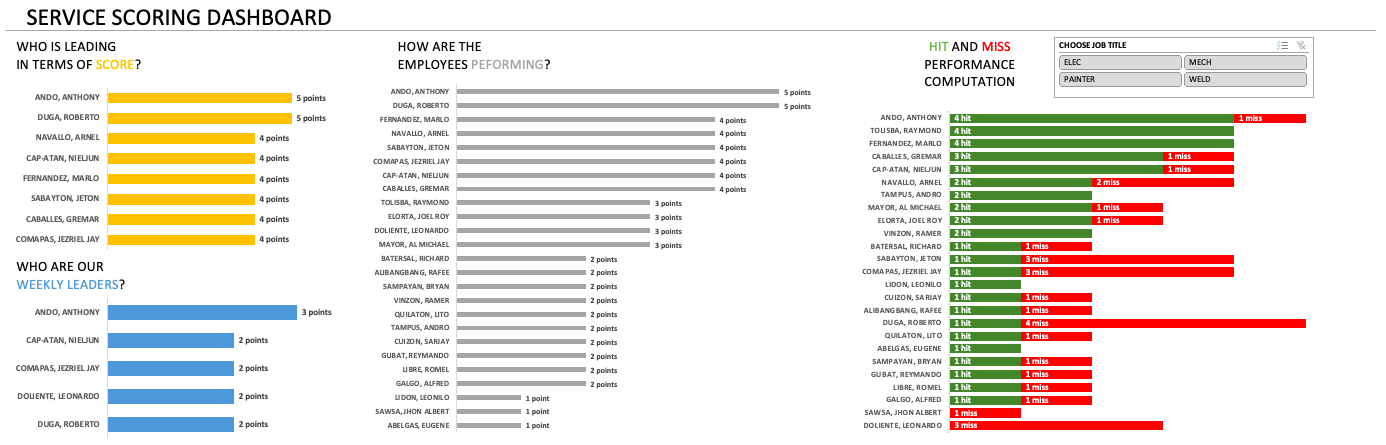 SERVICE SCORING DASHBOARD
WHO IS LEADING
IN TERMS OF SCORE?
ANDO, ANTHONY 5 points
DUGA, ROBERTO 5 points
NAVALLO, ARNEL 4 points
CAP-ATAN, NIELJUN 4 points
FERNANDEZ, MARLO 4 points
SABAYTON, JETON 4 points
CABALLES, GREMAR 4 points
COMAPAS, JEZRIEL JAY 4 points
WHO ARE OUR
WEEKLY LEADERS?
ANDO, ANTHONY 3 points
CAP-ATAN, NIELJUN 2 points
COMAPAS, JEZRIEL JAY 2 points
DOLIENTE, LEONARDO 2 points
DUGA, ROBERTO 2 points
HOW ARE THE
EMPLOYEES PEFORMING?
ANDO, ANTHONY 5 points
DUGA, ROBERTO 5 points
FERNANDEZ, MARLO 4 points
NAVALLO, ARNEL 4 points
SABAYTON, JETON 4 points
COMAPAS, JEZRIEL JAY 4 points
CAP-ATAN, NIELJUN 4 points
CABALLES, GREMAR 4 points
TOLISBA, RAYMOND 3 points
ELORTA, JOEL ROY 3 points
DOLIENTE, LEONARDO 3 points
MAYOR, AL MICHAEL 3 points
BATERSAL, RICHARD 2 points
ALIBANGBANG, RAFEE 2 points
SAMPAYAN, BRYAN 2 points
VINZON, RAMER 2 points
QUILATON, LITO 2 points
TAMPUS, ANDRO 2 points
CUIZON, SARJAY 2 points
GUBAT, REYMANDO 2 points
LIBRE, ROMEL 2 points
GALGO, ALFRED 2 points
LIDON, LEONILO 1 point
SAWSA, JHON ALBERT 1 point
ABELGAS, EUGENE 1 point
HIT AND MISS
PERFORMANCE
COMPUTATION
CHOOSE JOB TITLE
ELEC MECH
PAINTER WELD
ANDO, ANTHONY 4 hit 1 miss
TOLISBA, RAYMOND 4 hit
FERNANDEZ, MARLO 4 hit
CABALLES, GREMAR 3 hit 1 miss
CAP-ATAN, NIELJUN 3 hit 1 miss
NAVALLO, ARNEL 2 hit 2 miss
TAMPUS, ANDRO 2 hit
MAYOR, AL MICHAEL 2 hit 1 miss
ELORTA, JOEL ROY 2 hit 1 miss
VINZON, RAMER 2 hit
BATERSAL, RICHARD 1 hit 1 miss
SABAYTON, JETON 1 hit 3 miss
COMAPAS, JEZRIEL JAY 1 hit 3 miss
LIDON, LEONILO 1 hit
CUIZON, SARJAY 1 hit 1 miss
ALIBANGBANG, RAFEE 1 hit 1 miss
DUGA, ROBERTO 1 hit 4 miss
QUILATON, LITO 1 hit 1 miss
ABELGAS, EUGENE 1 hit
SAMPAYAN, BRYAN 1 hit 1 miss
GUBAT, REYMANDO 1 hit 1 miss
LIBRE, ROMEL 1 hit 1 miss
GALGO, ALFRED 1 hit 1 miss
SAWSA, JHON ALBERT 1 miss
DOLIENTE, LEONARDO 3 miss